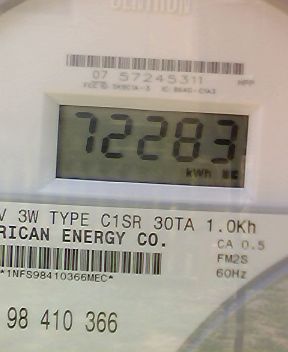 CENTRON
07 57245311
72283
kWh
V 3W TYPE C1SR 30TA 1.0Kh
RICAN ENERGY CO.
CA 0.5
FM2S
60Hz
*1NFS98410366MEC*
98 410 366